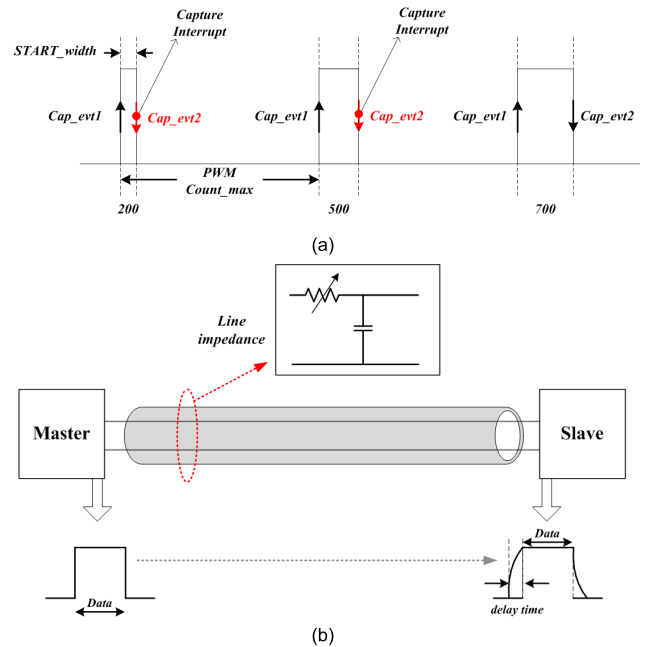 Capture
Interrupt
Capture
Interrupt
START_width
Cap_evt1
Cap_evt2
Cap_evt1
Cap_evt2
Cap_evt1
Cap_evt2
PWM
Count_max
200
500
700
(a)
Line
impedance
Master
Slave
Data
Data
delay time
(b)